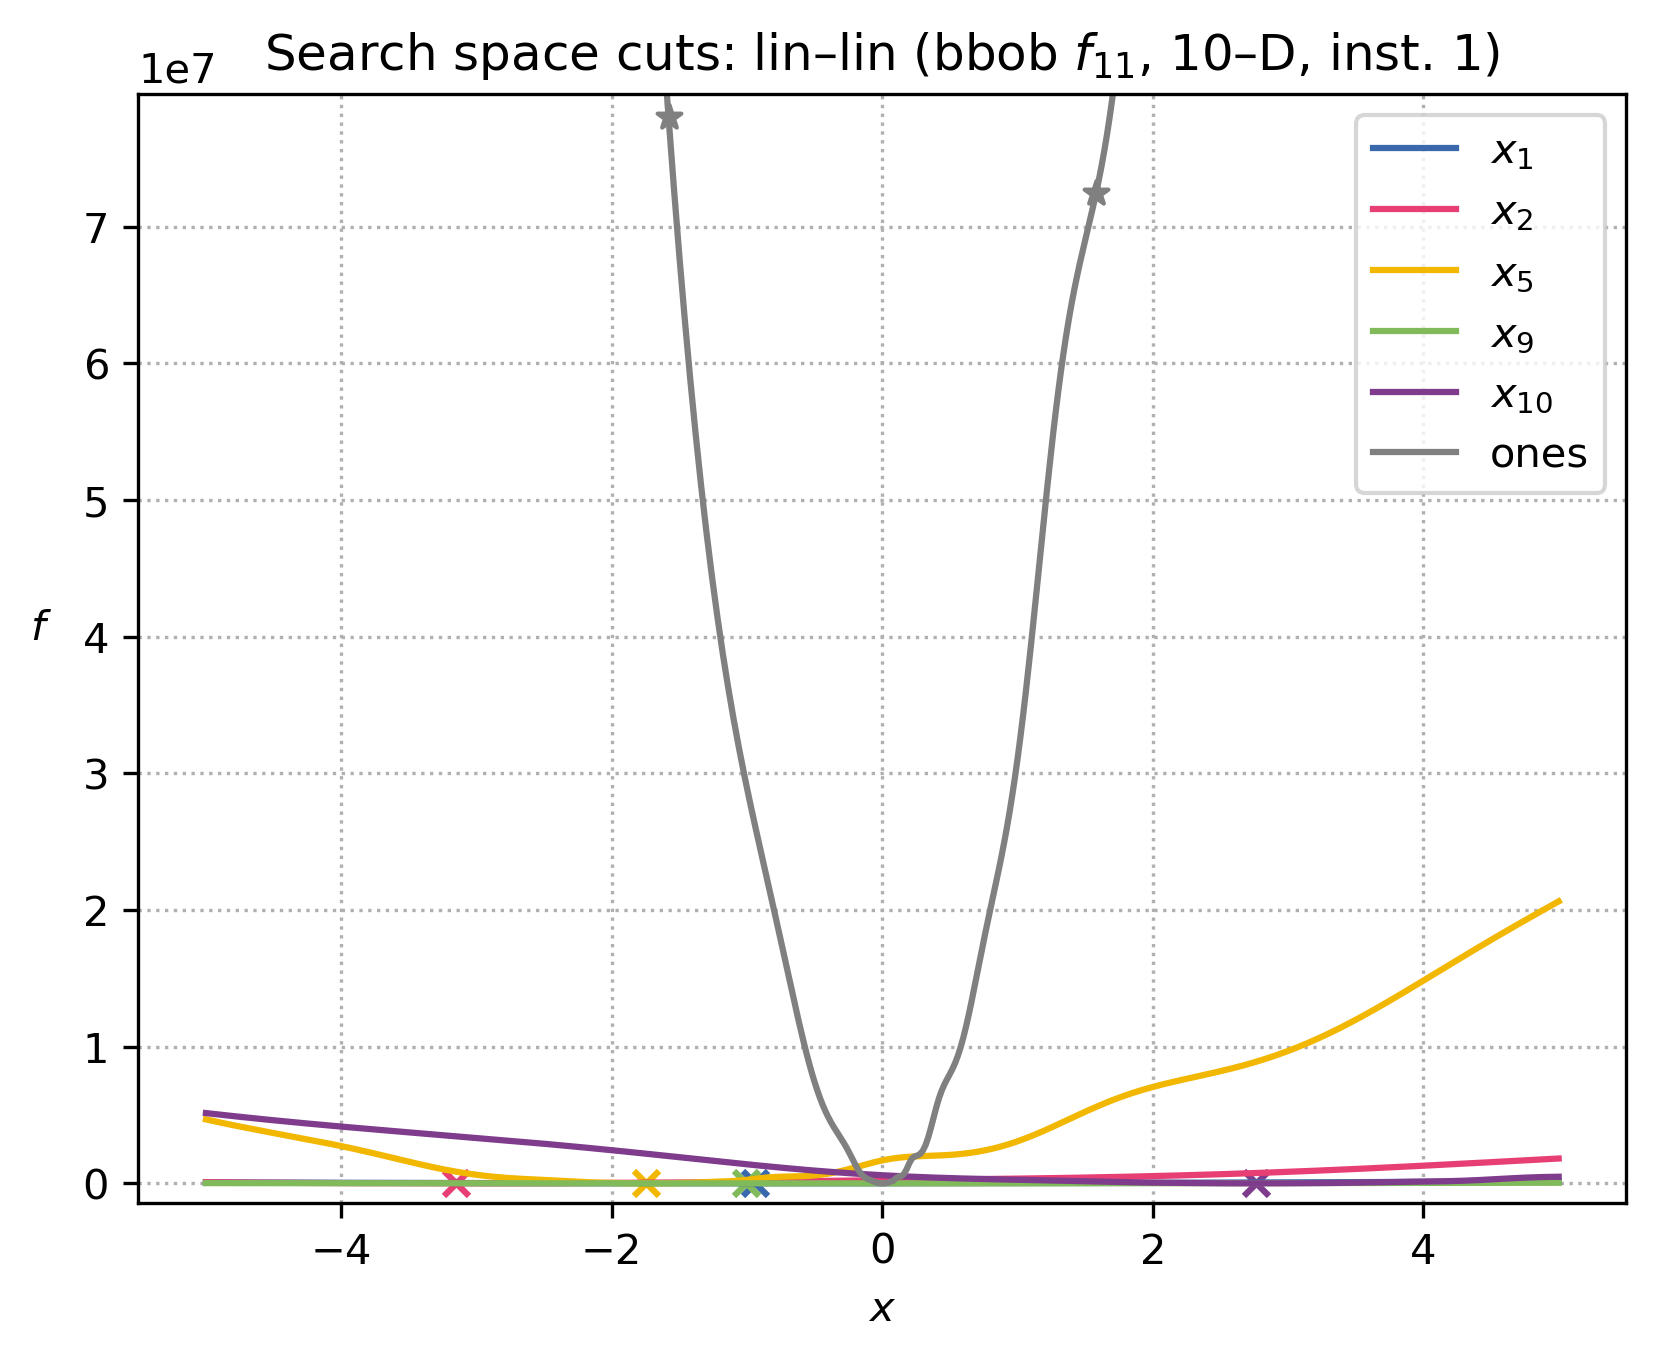 Search space cuts: lin–lin (bbob f₁₁, 10–D, inst. 1)
1e7
x₁
x₂
x₅
x₉
x₁₀
ones
7
6
5
4
3
2
1
0
f
−4
−2
0
2
4
x